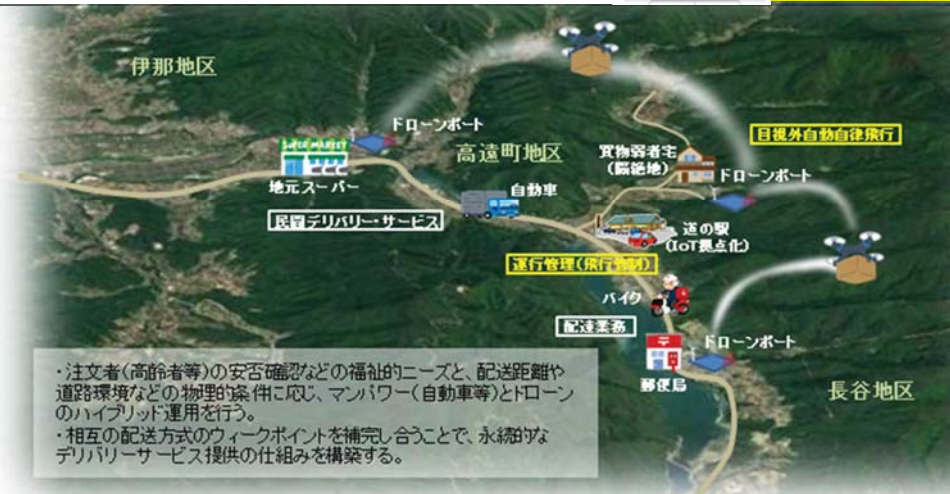 伊那地区
ドローンポート
高遠町地区
SUPER MARKET
地元スーパー
自動車
民間デリバリー・サービス
買物弱者宅
(隔絶地)
目視外自動自律飛行
ドローンポート
道の駅
(IoT拠点化)
運行管理(飛行管制)
バイク
配達業務
ドローンポート
郵便局
長谷地区
・注文者(高齢者等)の安否確認などの福祉的ニーズと、配送距離や
道路環境などの物理的条件に応じ、マンパワー(自動車等)とドローン
のハイブリッド運用を行う。
・相互の配送方式のウィークポイントを補完し合うことで、永続的な
デリバリーサービス提供の仕組みを構築する。